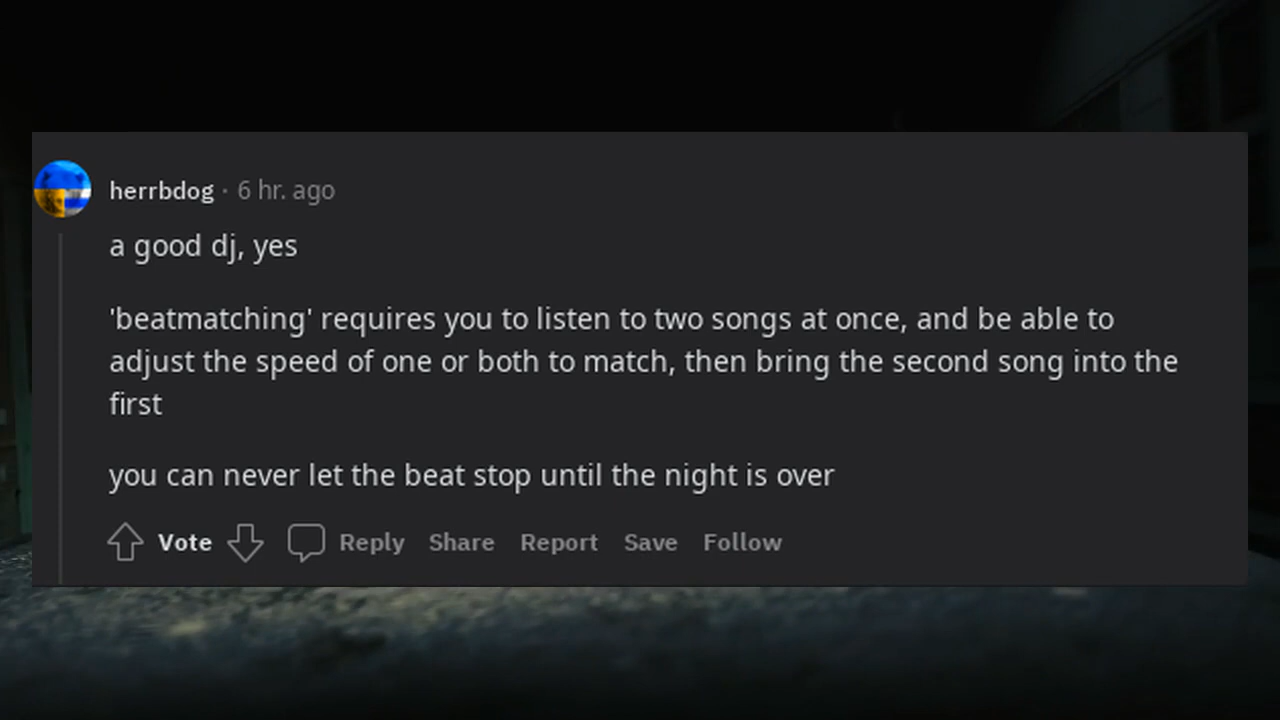 herrbdog · 6 hr. ago
a good dj, yes
'beatmatching' requires you to listen to two songs at once, and be able to
adjust the speed of one or both to match, then bring the second song into the
first
you can never let the beat stop until the night is over
Vote Reply Share Report Save Follow